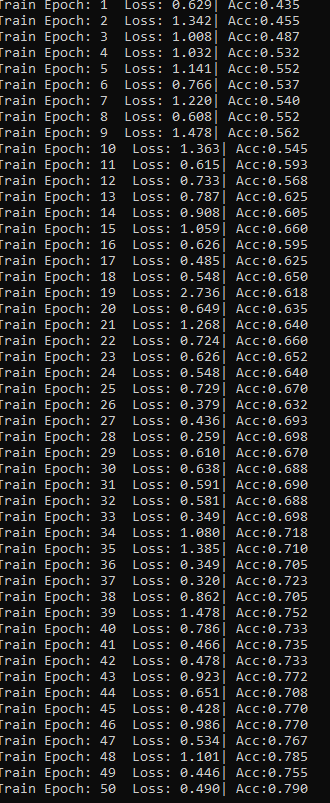 Train Epoch: 1 Loss: 0.629| Acc:0.435
Train Epoch: 2 Loss: 1.342| Acc:0.455
Train Epoch: 3 Loss: 1.008| Acc:0.487
Train Epoch: 4 Loss: 1.032| Acc:0.532
Train Epoch: 5 Loss: 1.141| Acc:0.552
Train Epoch: 6 Loss: 0.766| Acc:0.537
Train Epoch: 7 Loss: 1.220| Acc:0.540
Train Epoch: 8 Loss: 0.608| Acc:0.552
Train Epoch: 9 Loss: 1.478| Acc:0.562
Train Epoch: 10 Loss: 1.363| Acc:0.545
Train Epoch: 11 Loss: 0.615| Acc:0.593
Train Epoch: 12 Loss: 0.733| Acc:0.568
Train Epoch: 13 Loss: 0.787| Acc:0.625
Train Epoch: 14 Loss: 0.908| Acc:0.605
Train Epoch: 15 Loss: 1.059| Acc:0.660
Train Epoch: 16 Loss: 0.626| Acc:0.595
Train Epoch: 17 Loss: 0.485| Acc:0.625
Train Epoch: 18 Loss: 0.548| Acc:0.650
Train Epoch: 19 Loss: 2.736| Acc:0.618
Train Epoch: 20 Loss: 0.649| Acc:0.635
Train Epoch: 21 Loss: 1.268| Acc:0.640
Train Epoch: 22 Loss: 0.724| Acc:0.660
Train Epoch: 23 Loss: 0.626| Acc:0.652
Train Epoch: 24 Loss: 0.548| Acc:0.640
Train Epoch: 25 Loss: 0.729| Acc:0.670
Train Epoch: 26 Loss: 0.379| Acc:0.632
Train Epoch: 27 Loss: 0.436| Acc:0.693
Train Epoch: 28 Loss: 0.259| Acc:0.698
Train Epoch: 29 Loss: 0.610| Acc:0.670
Train Epoch: 30 Loss: 0.638| Acc:0.688
Train Epoch: 31 Loss: 0.591| Acc:0.690
Train Epoch: 32 Loss: 0.581| Acc:0.688
Train Epoch: 33 Loss: 0.349| Acc:0.698
Train Epoch: 34 Loss: 1.080| Acc:0.718
Train Epoch: 35 Loss: 1.385| Acc:0.710
Train Epoch: 36 Loss: 0.349| Acc:0.705
Train Epoch: 37 Loss: 0.320| Acc:0.723
Train Epoch: 38 Loss: 0.862| Acc:0.705
Train Epoch: 39 Loss: 1.478| Acc:0.752
Train Epoch: 40 Loss: 0.786| Acc:0.733
Train Epoch: 41 Loss: 0.466| Acc:0.735
Train Epoch: 42 Loss: 0.478| Acc:0.733
Train Epoch: 43 Loss: 0.923| Acc:0.772
Train Epoch: 44 Loss: 0.651| Acc:0.708
Train Epoch: 45 Loss: 0.428| Acc:0.770
Train Epoch: 46 Loss: 0.986| Acc:0.770
Train Epoch: 47 Loss: 0.534| Acc:0.767
Train Epoch: 48 Loss: 1.101| Acc:0.785
Train Epoch: 49 Loss: 0.446| Acc:0.755
Train Epoch: 50 Loss: 0.490| Acc:0.790